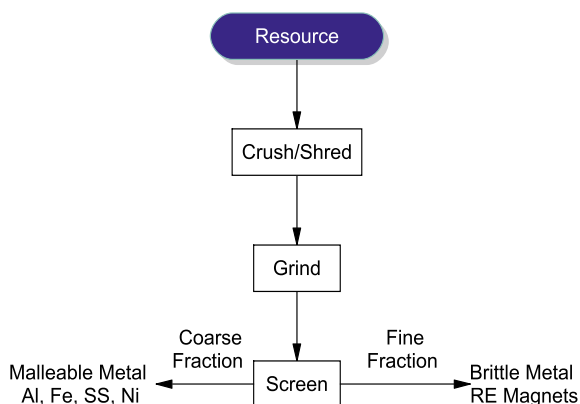 Resource
Crush/Shred
Grind
Coarse
Fraction
Fine
Fraction
Malleable Metal
Al, Fe, SS, Ni
Screen
Brittle Metal
RE Magnets